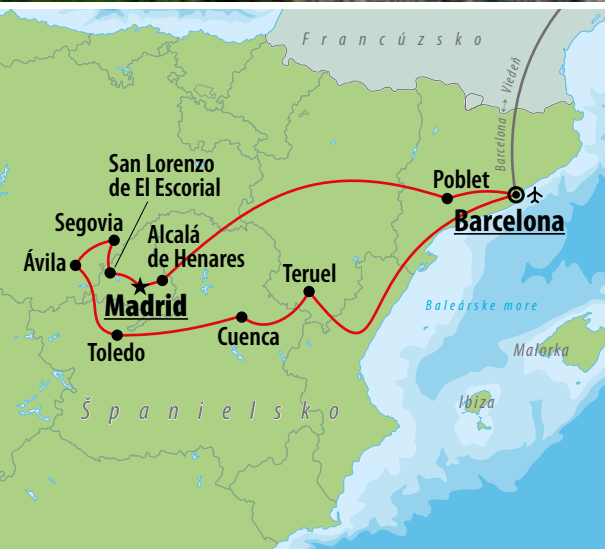 Francúzsko
Barcelona ↔ Viedeň
San Lorenzo
de El Escorial
Poblet
Barcelona
Segovia
Alcalá
de Henares
Ávila
Teruel
Madrid
Baleárske more
Cuenca
Toledo
Malorka
Ibiza
Španielsko